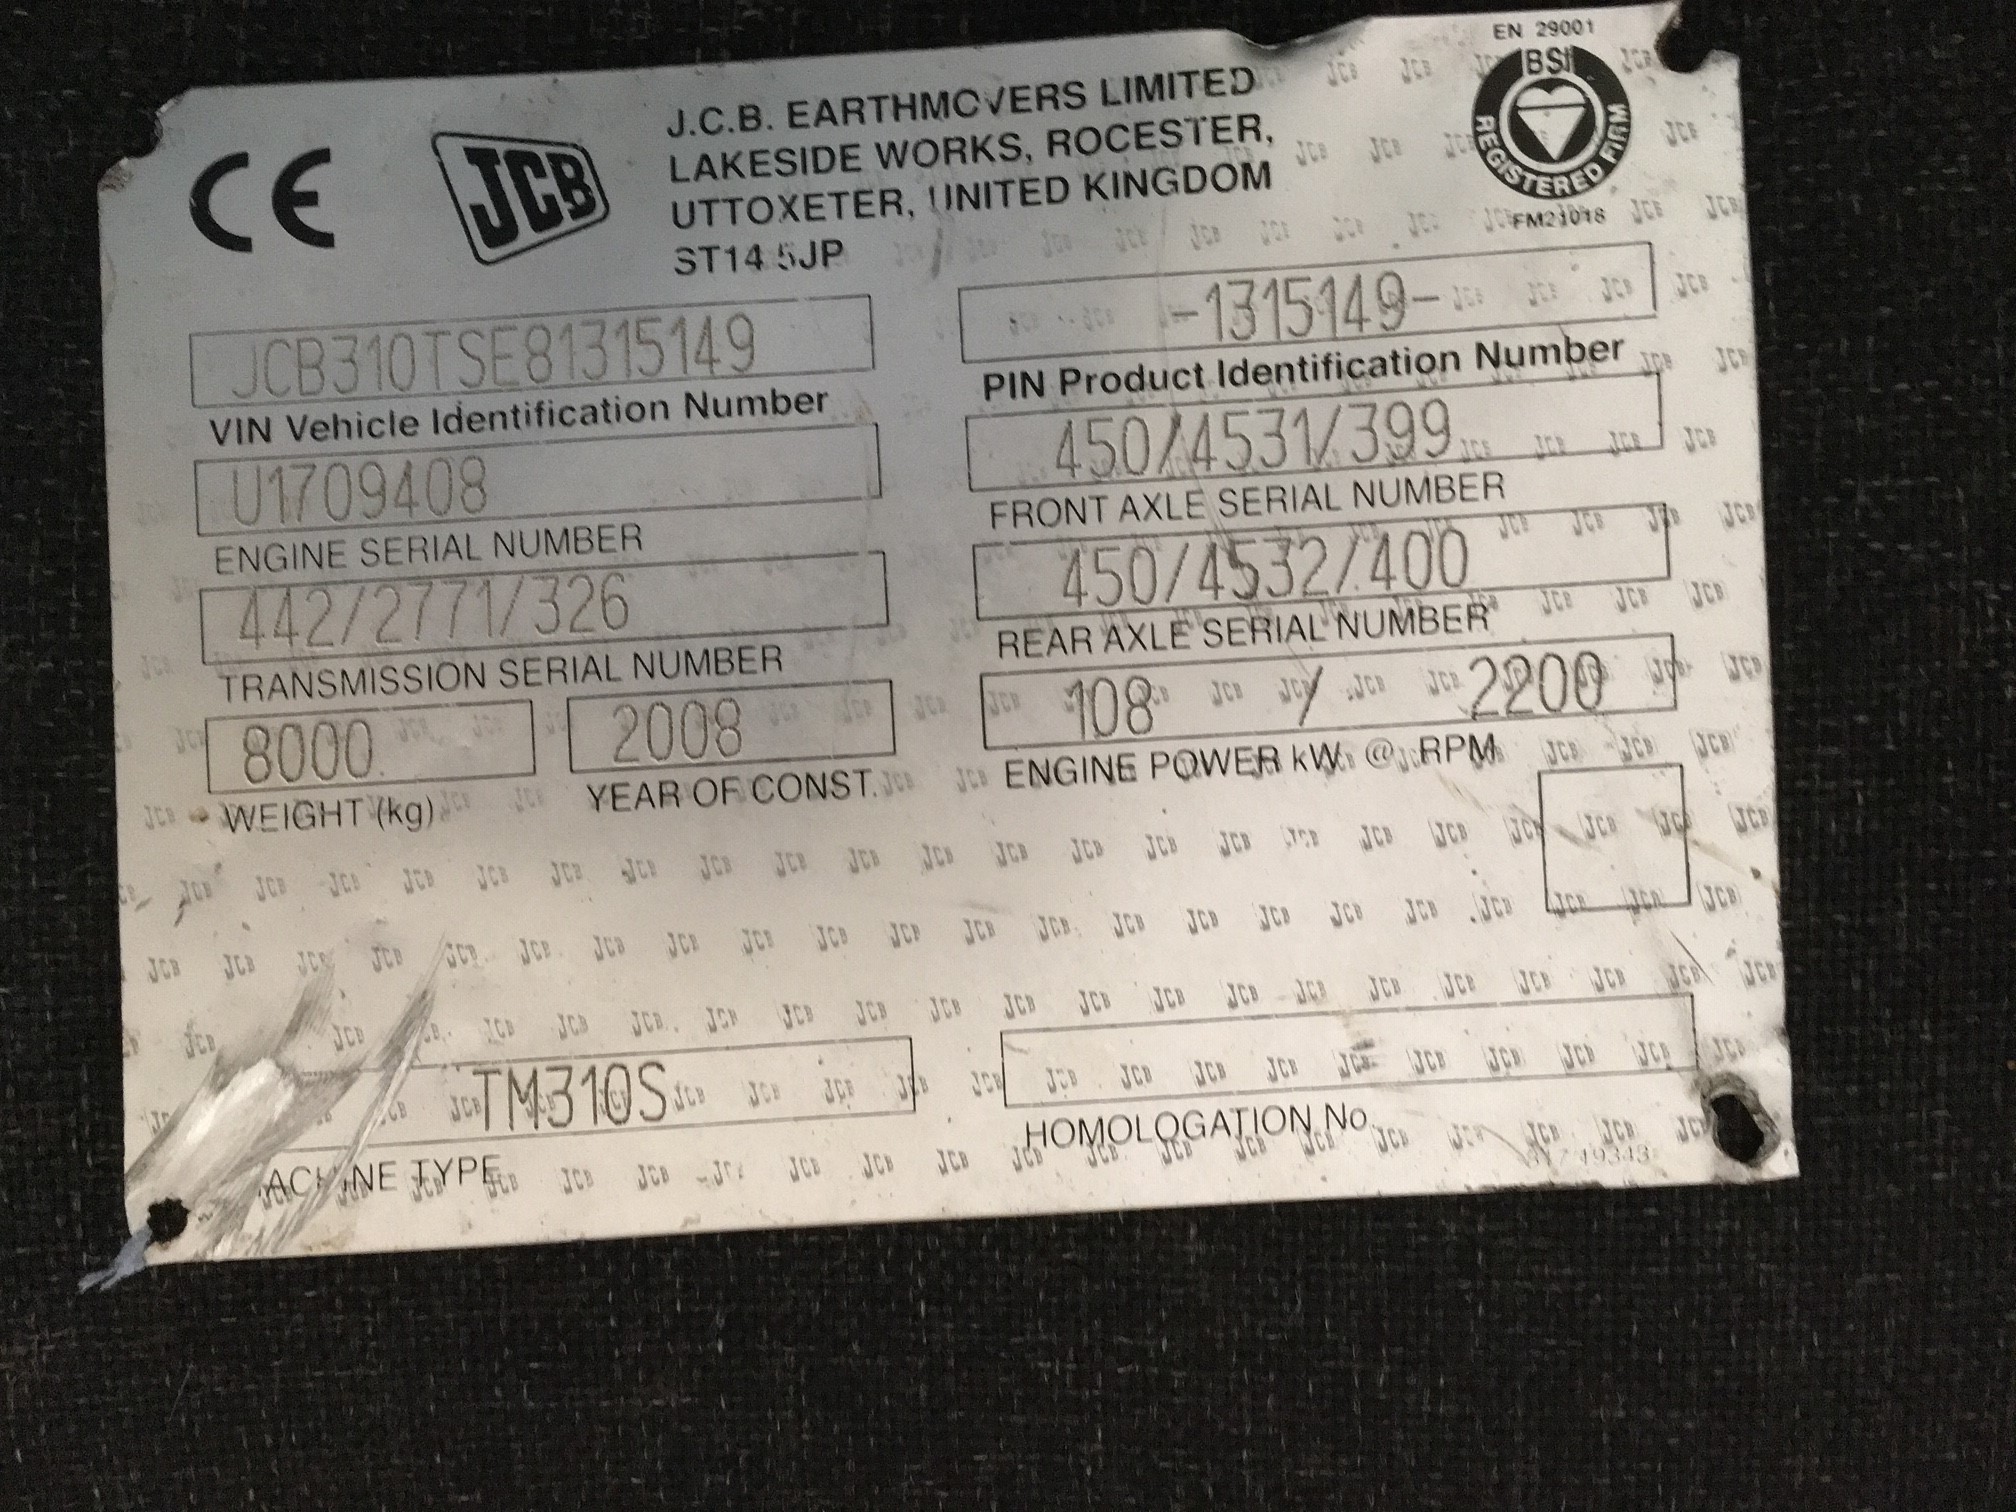 CE
JCB
J.C.B. EARTHMOVERS LIMITED
LAKESIDE WORKS, ROCESTER,
UTTOXETER, UNITED KINGDOM
ST14 5JP
EN 29001
BSI
REGISTERED FIRM
FM21018
JCB310TSE81315149
VIN Vehicle Identification Number
-1315149-
PIN Product Identification Number
U1709408
ENGINE SERIAL NUMBER
450/4531/399
FRONT AXLE SERIAL NUMBER
442/2771/326
TRANSMISSION SERIAL NUMBER
450/4532/400
REAR AXLE SERIAL NUMBER
8000
WEIGHT (kg)
2008
YEAR OF CONST.
108 / 2200
ENGINE POWER kW @ RPM
TM310S
MACHINE TYPE
HOMOLOGATION No.